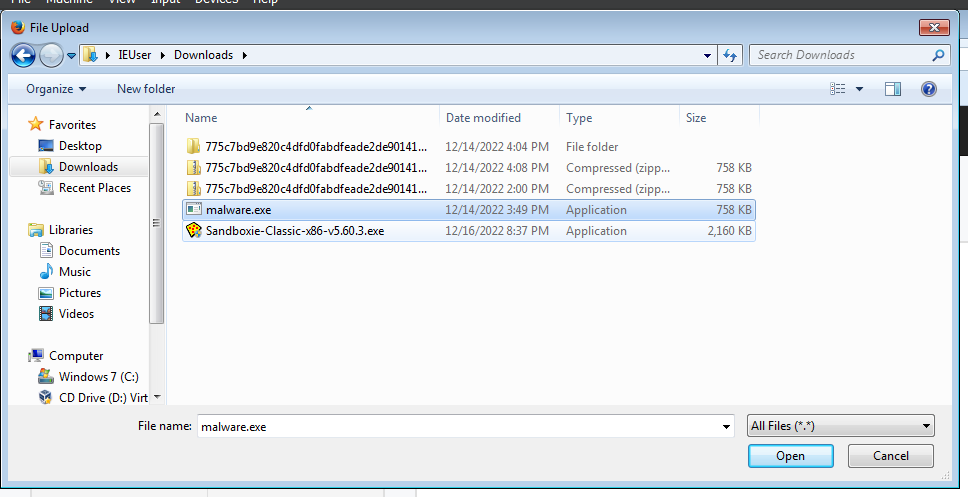 File Machine View Input Devices Help
File Upload
IEUser Downloads
Search Downloads
Organize New folder
Name Date modified Type Size
Favorites
Desktop
Downloads
Recent Places
Libraries
Documents
Music
Pictures
Videos
Computer
Windows 7 (C:)
CD Drive (D:) Virt
775c7bd9e820c4dfd0fabdfeade2de90141... 12/14/2022 4:04 PM File folder
775c7bd9e820c4dfd0fabdfeade2de90141... 12/14/2022 4:08 PM Compressed (zipp... 758 KB
775c7bd9e820c4dfd0fabdfeade2de90141... 12/14/2022 2:00 PM Compressed (zipp... 758 KB
malware.exe 12/14/2022 3:49 PM Application 758 KB
Sandboxie-Classic-x86-v5.60.3.exe 12/16/2022 8:37 PM Application 2,160 KB
File name: malware.exe All Files (*.*)
Open Cancel